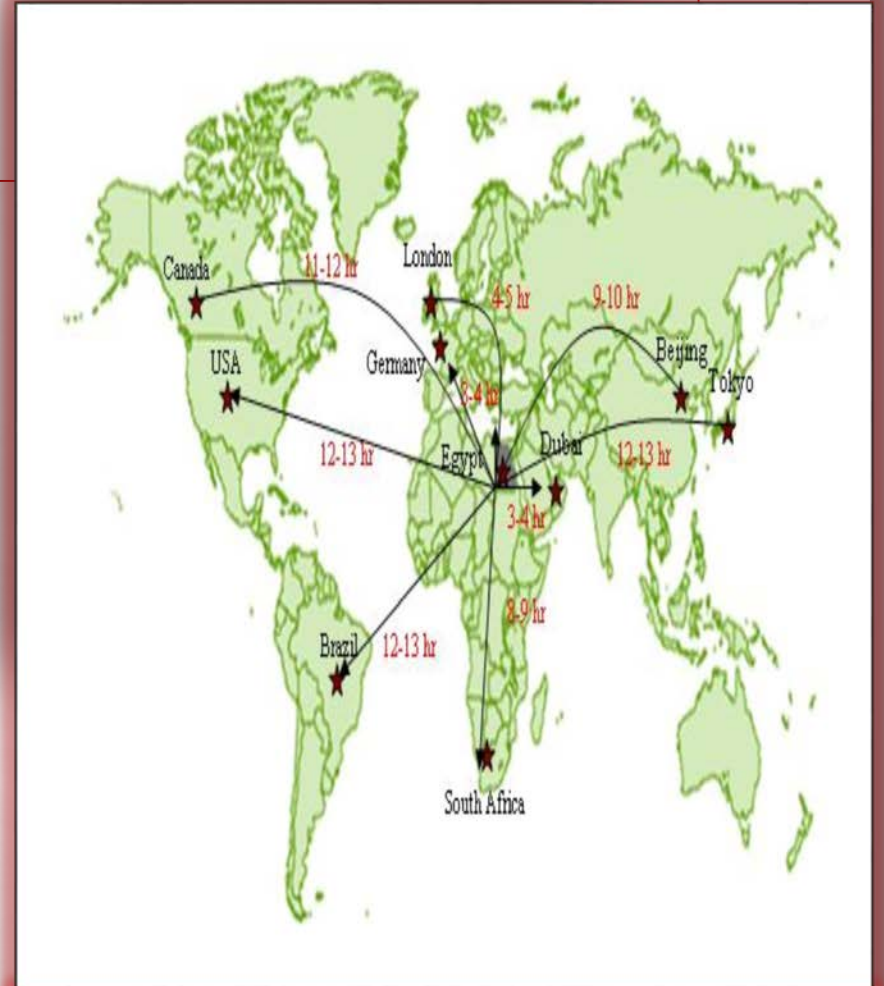 Canada
11-12 hr
London
4-5 hr
9-10 hr
USA
Germany
3-4 hr
Beijing
Tokyo
12-13 hr
Egypt
Dubai
12-13 hr
3-4 hr
8-9 hr
Brazil
12-13 hr
South Africa